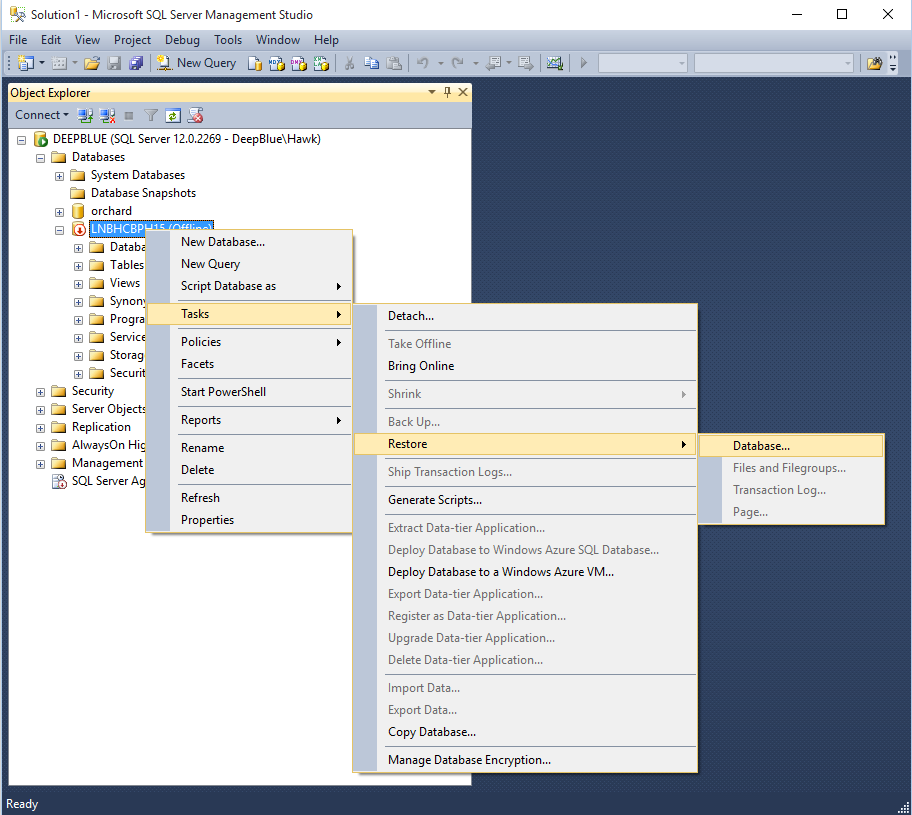 Solution1 - Microsoft SQL Server Management Studio
File Edit View Project Debug Tools Window Help
New Query
Object Explorer
Connect
DEEPBLUE (SQL Server 12.0.2269 - DeepBlue\Hawk)
Databases
System Databases
Database Snapshots
orchard
LNBHCBPH15 (Offline)
Databa
Tables
Views
Synony
Progra
Service
Storag
Securit
Security
Server Objects
Replication
AlwaysOn Hig
Management
SQL Server Ag
New Database...
New Query
Script Database as
Tasks
Policies
Facets
Start PowerShell
Reports
Rename
Delete
Refresh
Properties
Detach...
Take Offline
Bring Online
Shrink
Back Up...
Restore
Ship Transaction Logs...
Generate Scripts...
Extract Data-tier Application...
Deploy Database to Windows Azure SQL Database...
Deploy Database to a Windows Azure VM...
Export Data-tier Application...
Register as Data-tier Application...
Upgrade Data-tier Application...
Delete Data-tier Application...
Import Data...
Export Data...
Copy Database...
Manage Database Encryption...
Database...
Files and Filegroups...
Transaction Log...
Page...
Ready